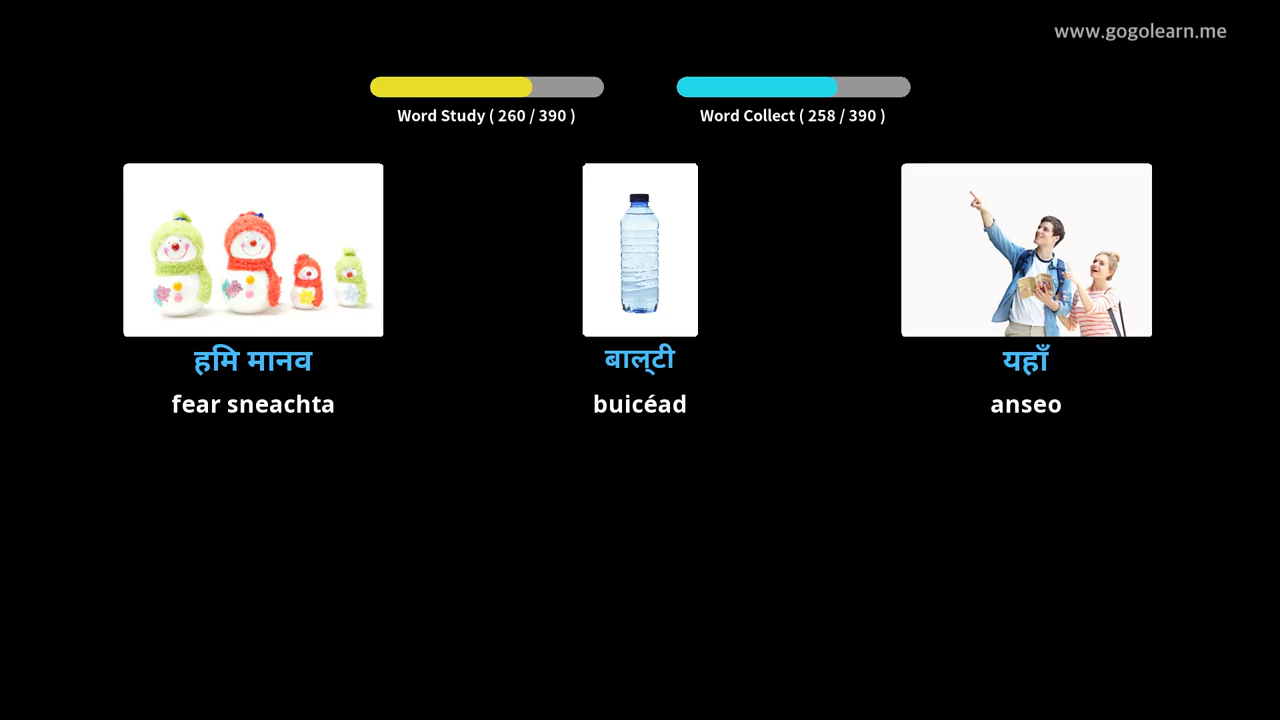 www.gogolearn.me
Word Study ( 260 / 390 )
Word Collect ( 258 / 390 )
हमि मानव
बाल्‌टी
यहाँ
fear sneachta
buicéad
anseo